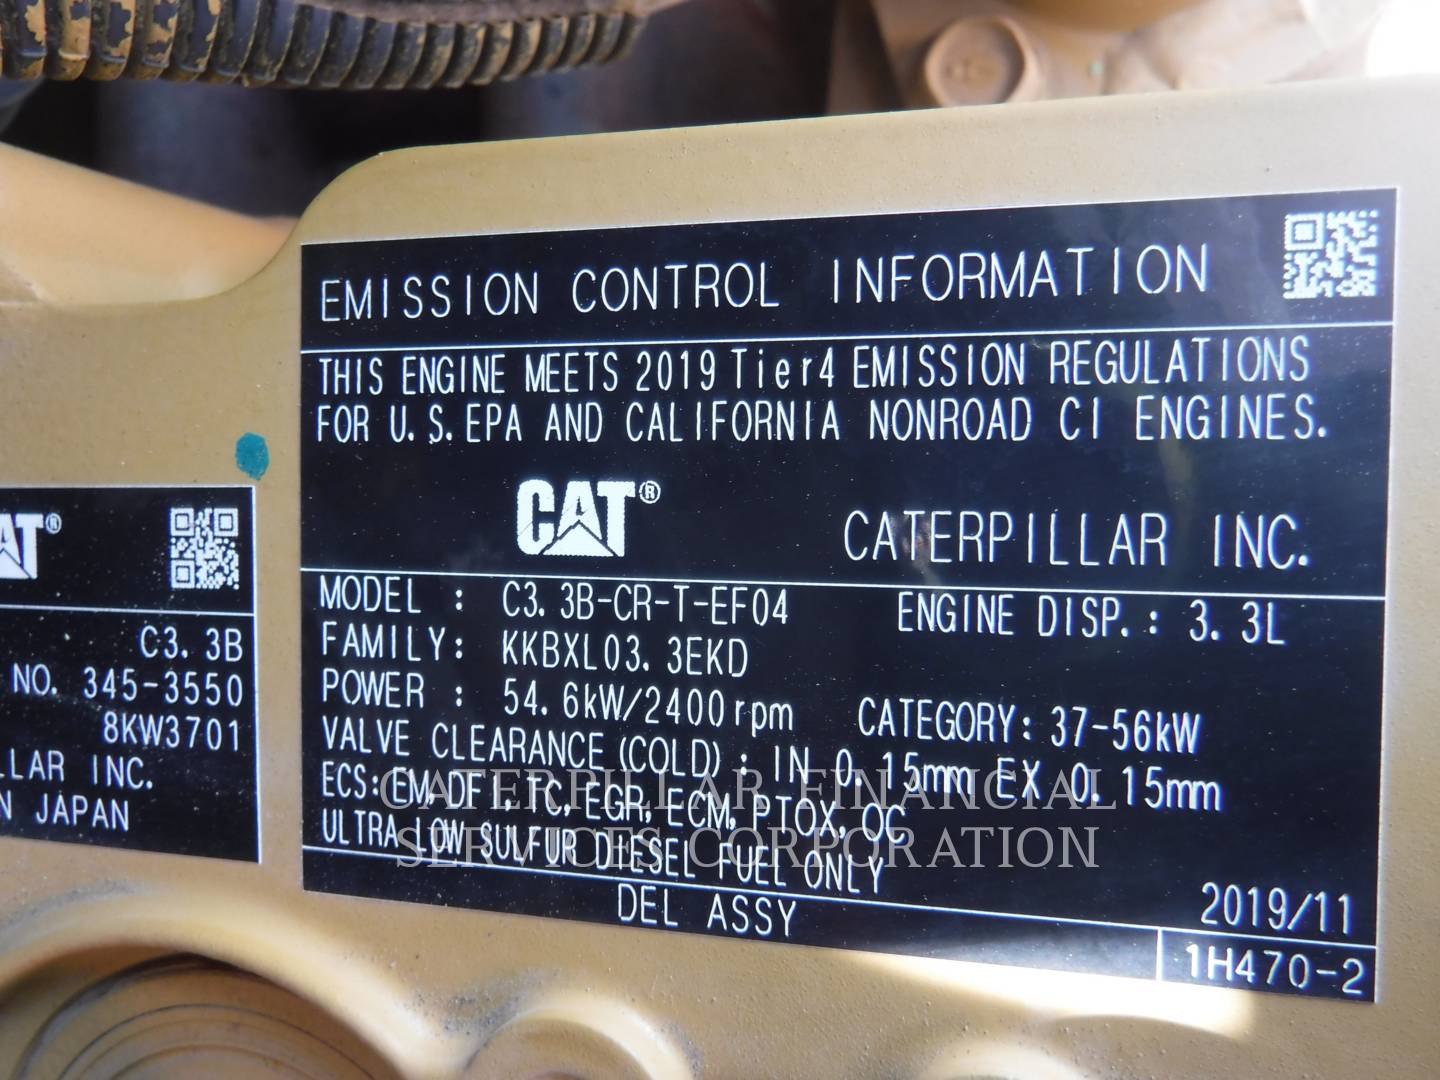 EMISSION CONTROL INFORMATION
THIS ENGINE MEETS 2019 Tier4 EMISSION REGULATIONS
FOR U.S.EPA AND CALIFORNIA NONROAD CI ENGINES.
CAT® CATERPILLAR INC.
MODEL : C3.3B-CR-T-EF04 ENGINE DISP.: 3.3L
FAMILY: KKBXL03.3EKD
POWER : 54.6kW/2400rpm CATEGORY: 37-56kW
VALVE CLEARANCE (COLD) : IN 0.15mm EX 0.15mm
ECS: EM, DFI, TC, EGR, ECM, PTOX, OC
ULTRA LOW SULFUR DIESEL FUEL ONLY
DEL ASSY 2019/11
1H470-2
AT®
C3.3B
NO. 345-3550
8KW3701
LLAR INC.
N JAPAN
CATERPILLAR FINANCIAL
SERVICES CORPORATION